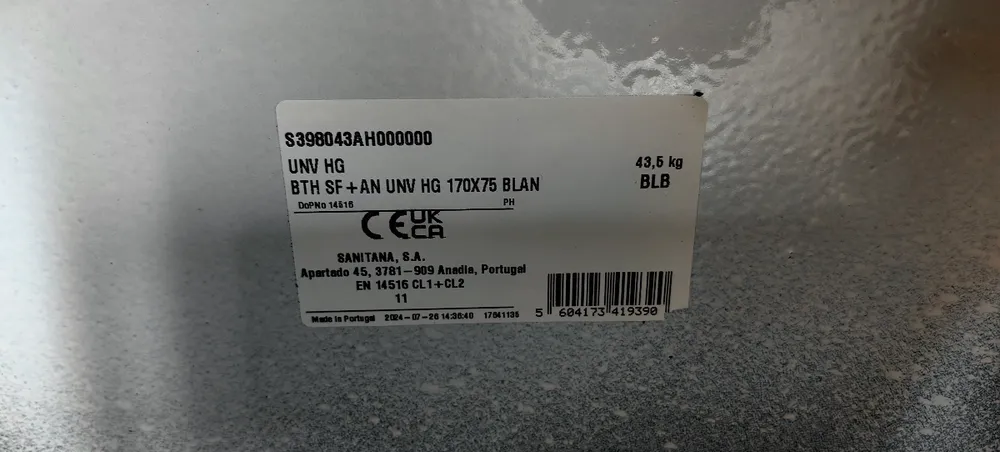 S398043AH000000
UNV HG
43,5 kg
BTH SF+AN UNV HG 170X75 BLAN
BLB
DoPNo 14516
PH
CE UK CA
SANITANA, S.A.
Apartado 45, 3781-909 Anadia, Portugal
EN 14516 CL1+CL2
11
Made in Portugal 2024-07-26 14:36:40 17641135
5 604173 419390